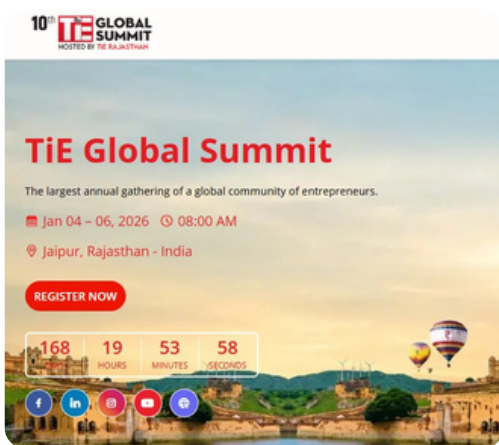 10th TiE GLOBAL
SUMMIT
HOSTED BY TIE RAJASTHAN
TiE Global Summit
The largest annual gathering of a global community of entrepreneurs.
Jan 04 – 06, 2026 08:00 AM
Jaipur, Rajasthan - India
REGISTER NOW
168 19 53 58
HOURS MINUTES SECONDS
f in